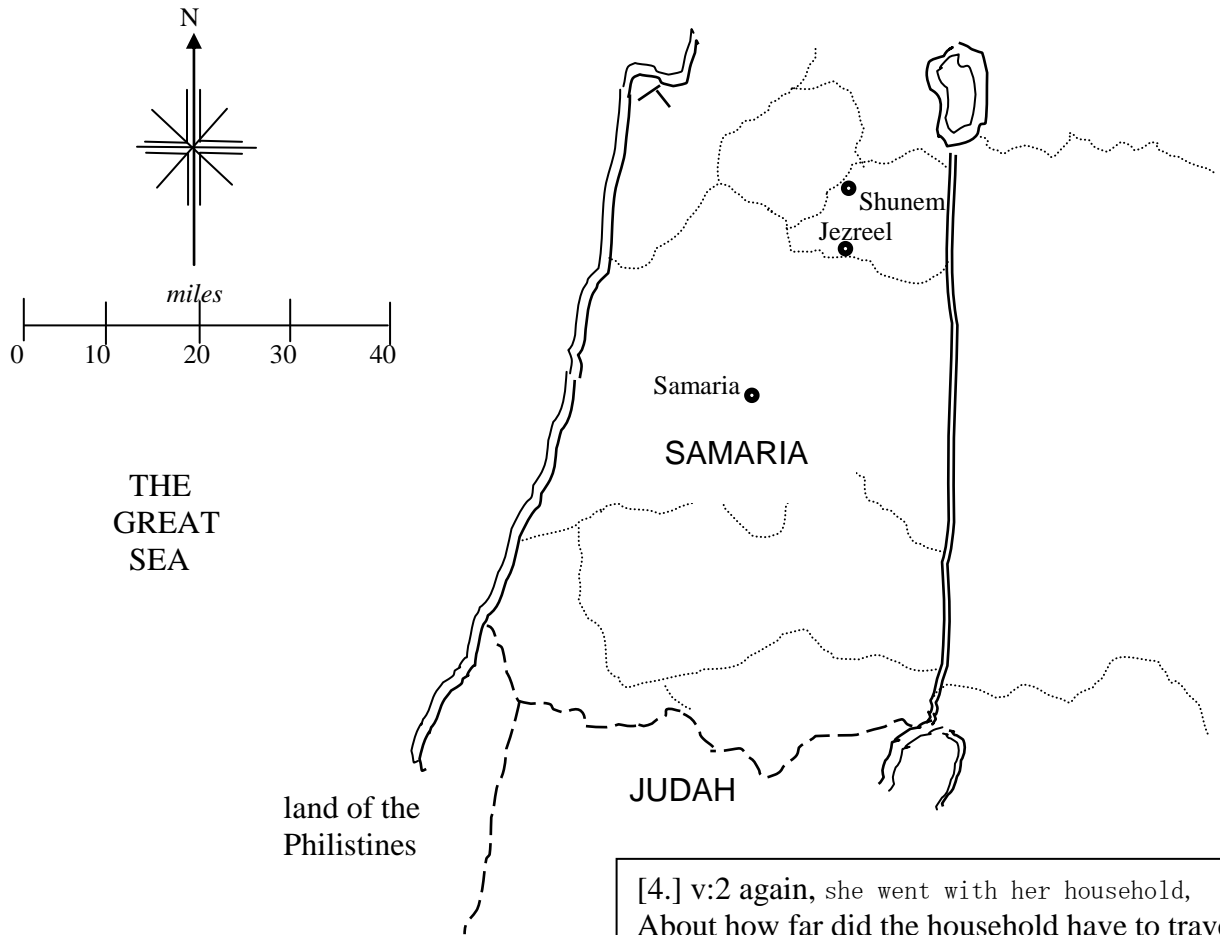 N
miles
0 10 20 30 40
Shunem
Jezreel
Samaria
SAMARIA
THE
GREAT
SEA
JUDAH
land of the
Philistines
[4.] v:2 again, she went with her household,
About how far did the household have to